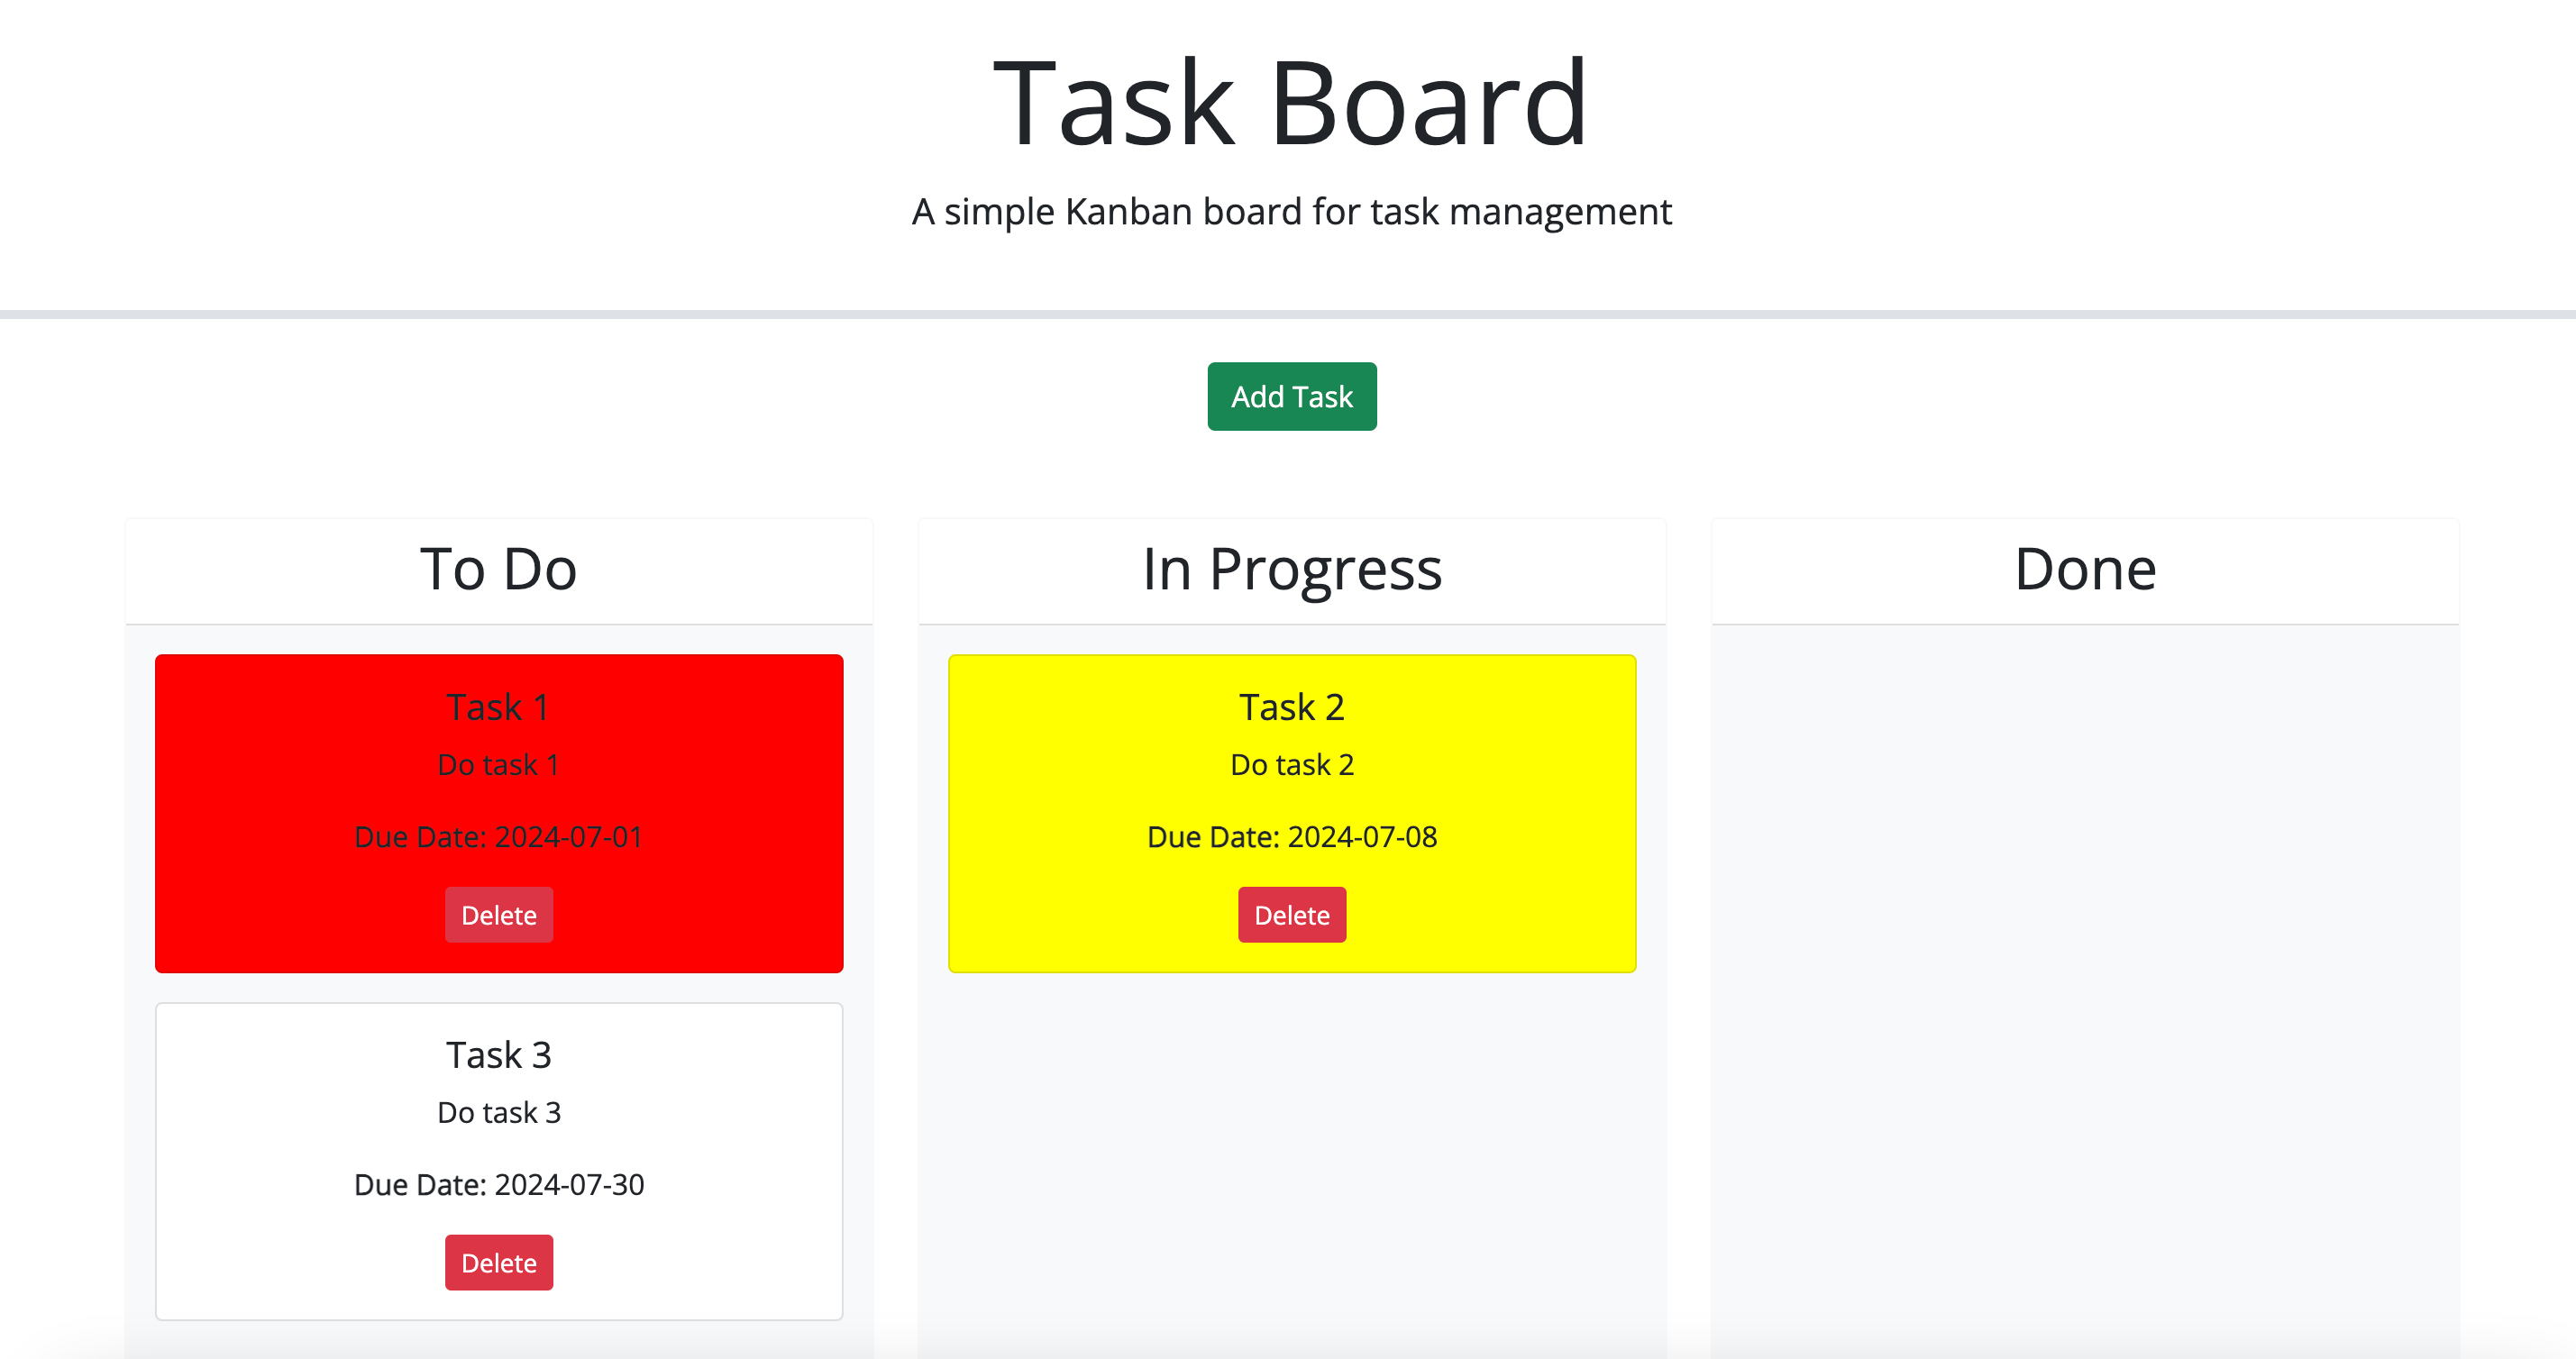 Task Board
A simple Kanban board for task management
Add Task
To Do
Task 1
Do task 1
Due Date: 2024-07-01
Delete
Task 3
Do task 3
Due Date: 2024-07-30
Delete
In Progress
Task 2
Do task 2
Due Date: 2024-07-08
Delete
Done